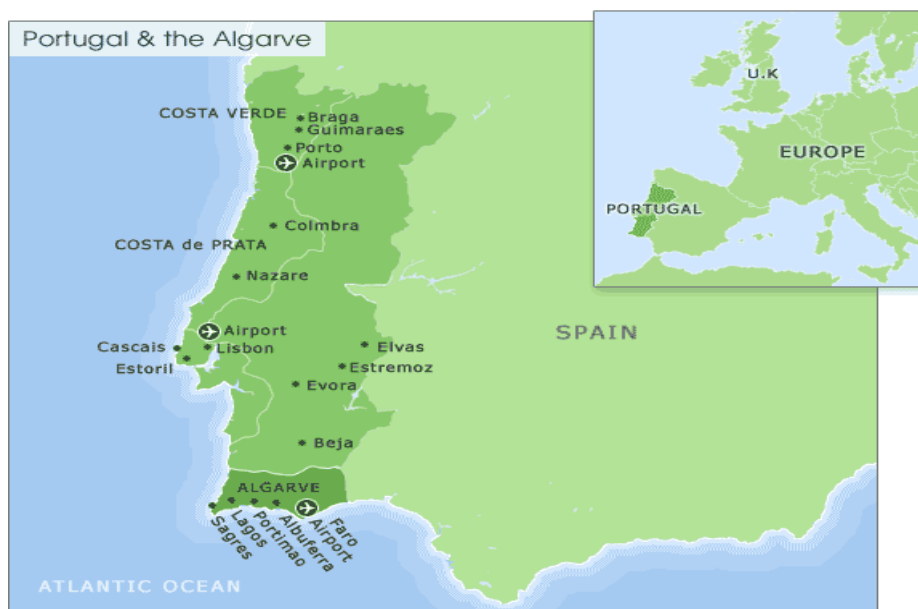 Portugal & the Algarve
U.K
EUROPE
PORTUGAL
COSTA VERDE
Braga
Guimaraes
Porto
Airport
Coimbra
COSTA de PRATA
Nazare
Airport
Cascais
Lisbon
Estoril
Elvas
Estremoz
Evora
SPAIN
Beja
ALGARVE
Sagres
Lagos
Portimao
Albuferra
Airport
Faro
ATLANTIC OCEAN